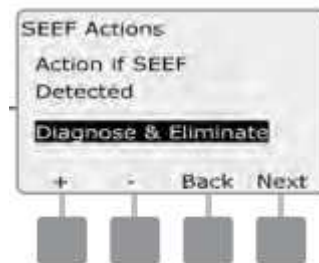 SEEF Actions
Action if SEEF
Detected
Diagnose & Eliminate
+ - Back Next